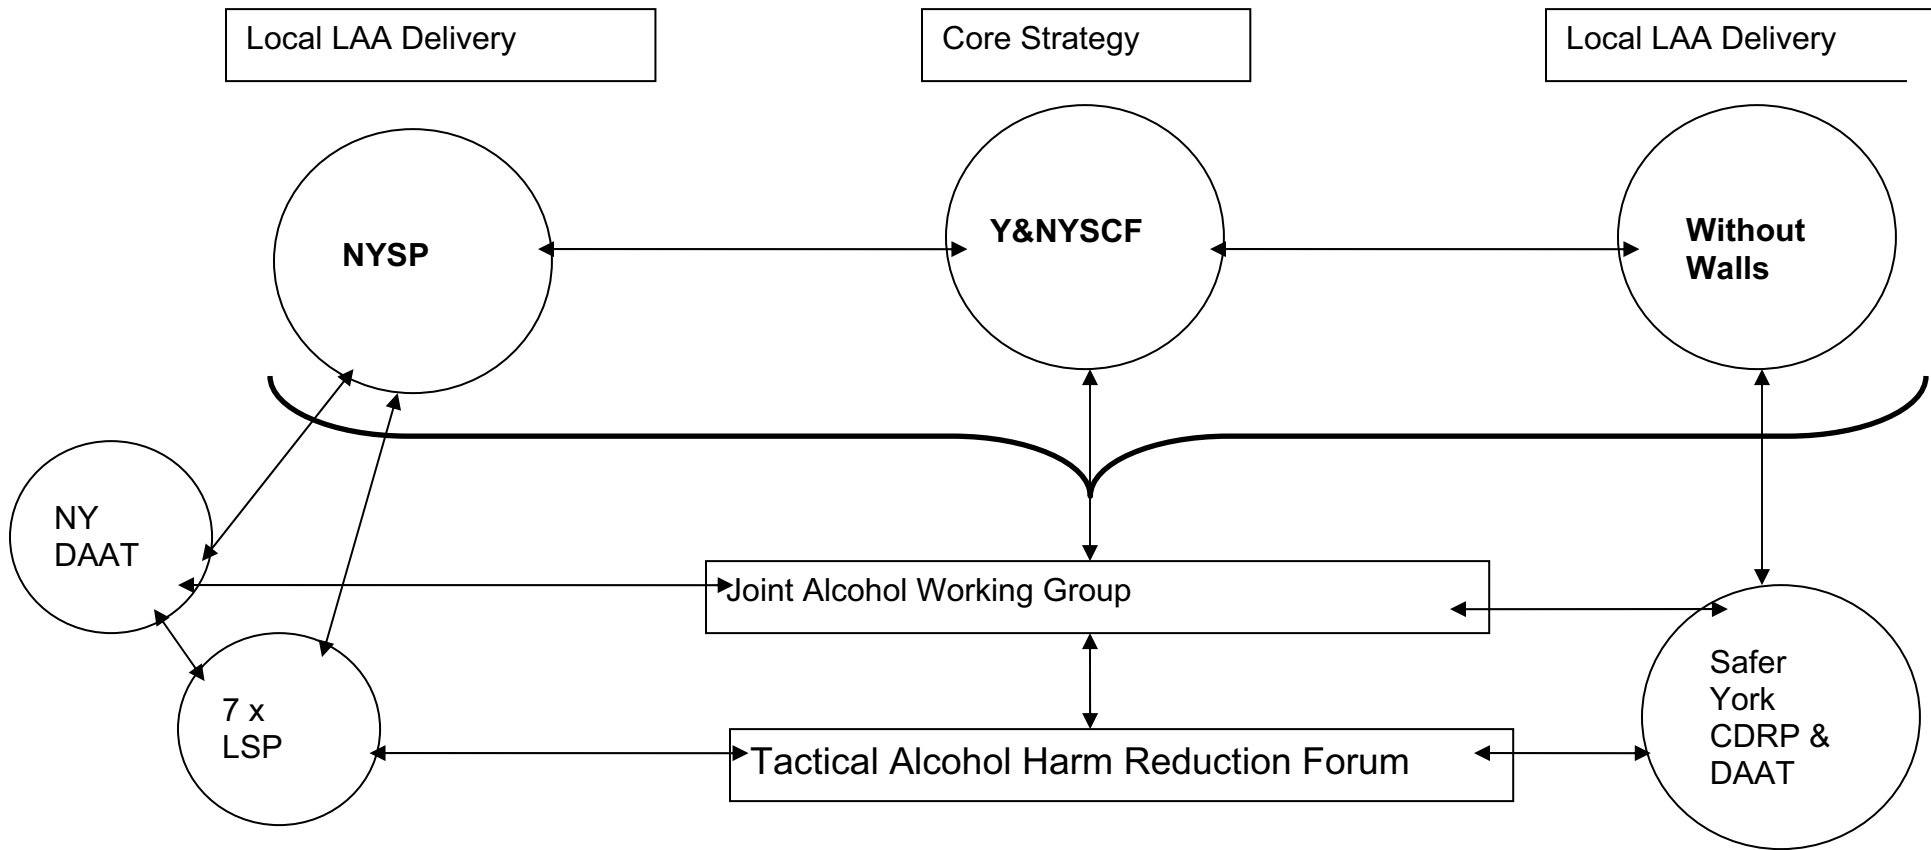 Local LAA Delivery
Core Strategy
Local LAA Delivery
NYSP
Y&NYSCF
Without
Walls
NY
DAAT
Joint Alcohol Working Group
7 x
LSP
Tactical Alcohol Harm Reduction Forum
Safer
York
CDRP &
DAAT